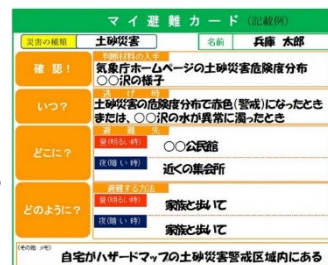 マイ避難カード (記載例)
災害の種類 土砂災害 名前 兵庫 太郎
確認！
判断材料の入手
気象庁ホームページの土砂災害危険度分布
○○沢の様子
いつ？
逃げ時
土砂災害の危険度分布で赤色(警戒)になったとき
または、○○沢の水が異常に濁ったとき
どこに？
避難先
昼(明るい時) ○○公民館
夜(暗い時) 近くの集会所
どのように？
避難する方法
昼(明るい時) 家族と歩いて
夜(暗い時) 家族と歩いて
(その他 メモ)
自宅がハザードマップの土砂災害警戒区域内にある